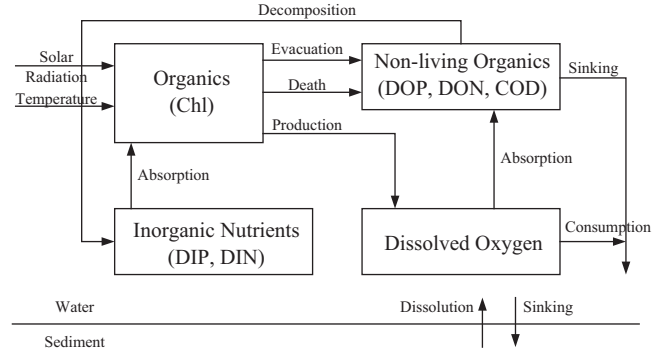 Decomposition
Solar
Radiation
Temperature
Organics
(Chl)
Evacuation
Death
Production
Non-living Organics
(DOP, DON, COD)
Sinking
Absorption
Absorption
Inorganic Nutrients
(DIP, DIN)
Dissolved Oxygen
Consumption
Water
Dissolution
Sinking
Sediment